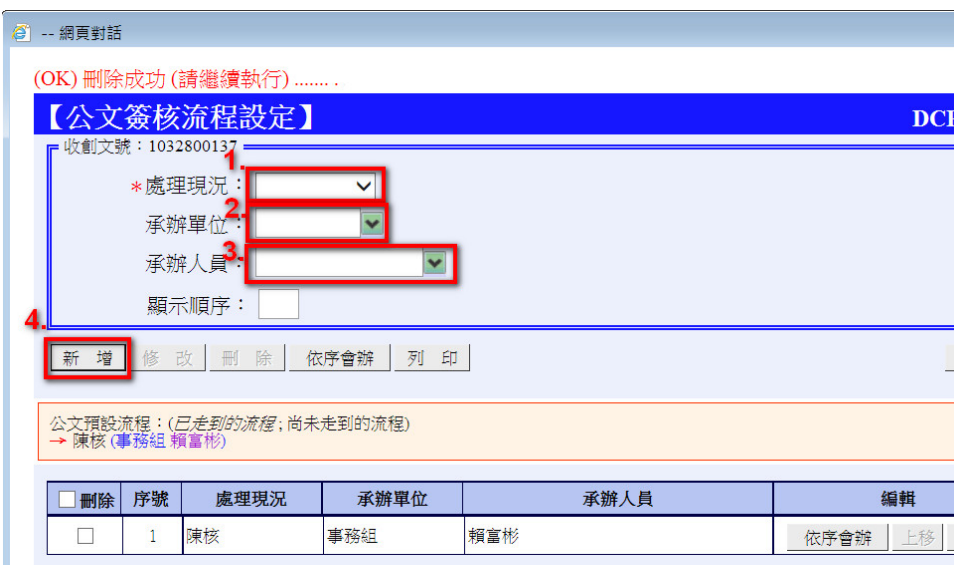 -- 網頁對話
(OK) 刪除成功 (請繼續執行) ....... .
【公文簽核流程設定】
收創文號：1032800137
1.
*處理現況：
2.
承辦單位：
3.
承辦人員：
顯示順序：
4.
新 增 修 改 刪 除 依序會辦 列 印
公文預設流程：(已走到的流程 ; 尚未走到的流程)
→ 陳核 (事務組 賴富彬)
刪除 序號 處理現況 承辦單位 承辦人員 編輯
1 陳核 事務組 賴富彬 依序會辦 上移